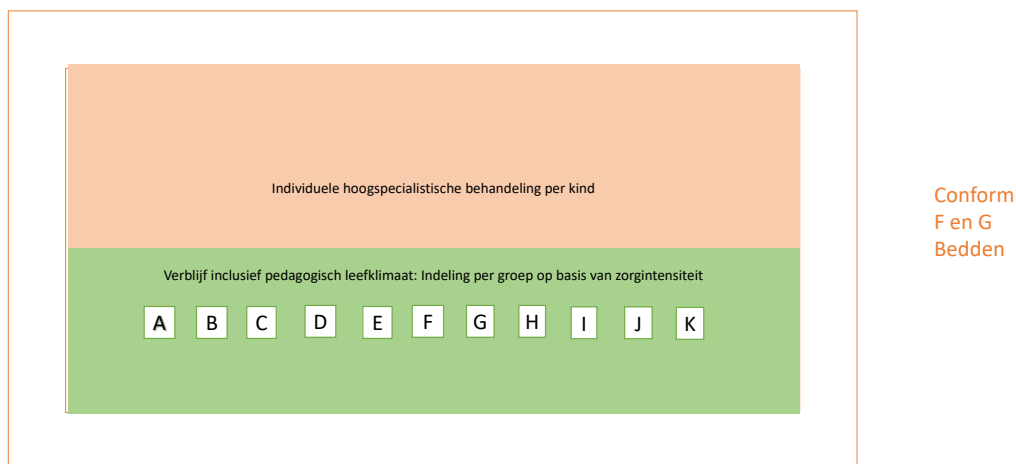 Individuele hoogspecialistische behandeling per kind
Conform
F en G
Bedden
Verblijf inclusief pedagogisch leefklimaat: Indeling per groep op basis van zorgintensiteit
A B C D E F G H I J K